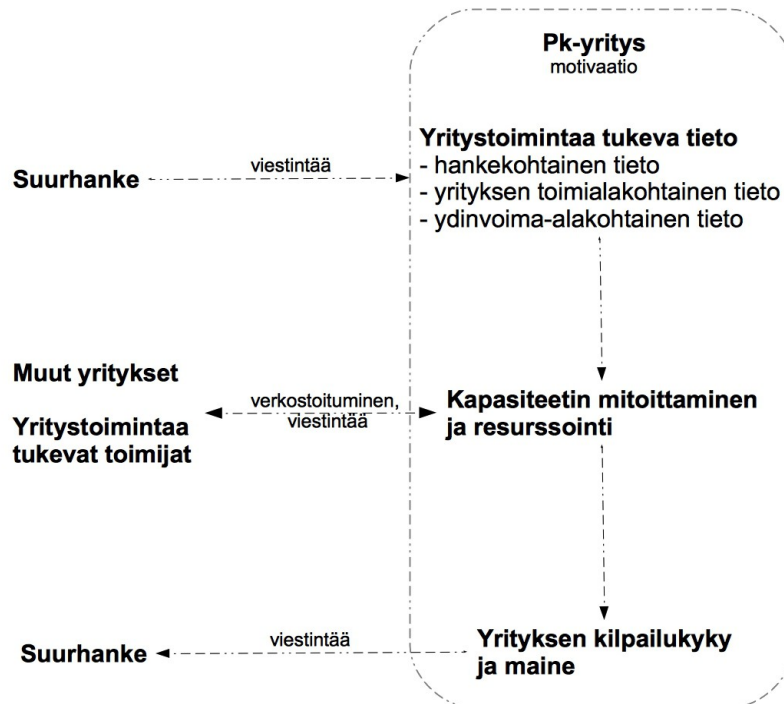 Pk-yritys
motivaatio
Suurhanke
viestintää
Yritystoimintaa tukeva tieto
- hankekohtainen tieto
- yrityksen toimialakohtainen tieto
- ydinvoima-alakohtainen tieto
Muut yritykset
Yritystoimintaa
tukevat toimijat
verkostoituminen,
viestintää
Kapasiteetin mitoittaminen
ja resurssointi
Suurhanke
viestintää
Yrityksen kilpailukyky
ja maine